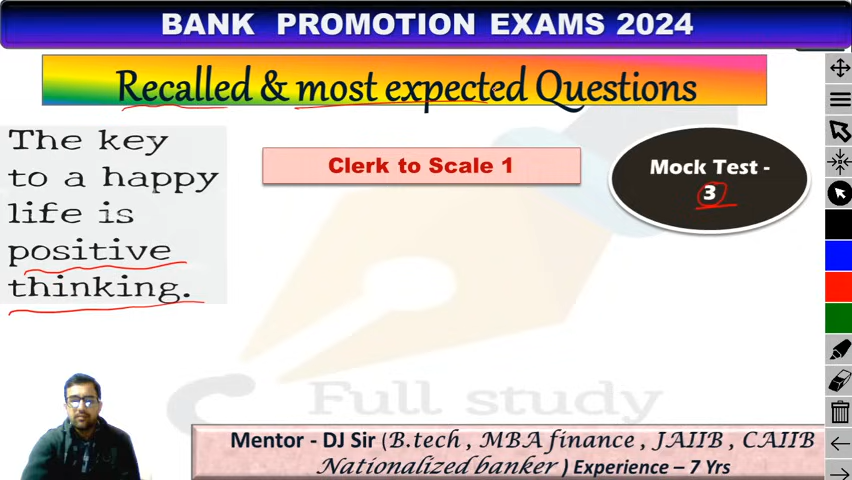 BANK PROMOTION EXAMS 2024
Recalled & most expected Questions
The key
to a happy
life is
positive
thinking.
Clerk to Scale 1
Mock Test -
3
Full study
Mentor - DJ Sir (B.tech , MBA finance , JAIIB , CAIIB
Nationalized banker ) Experience – 7 Yrs